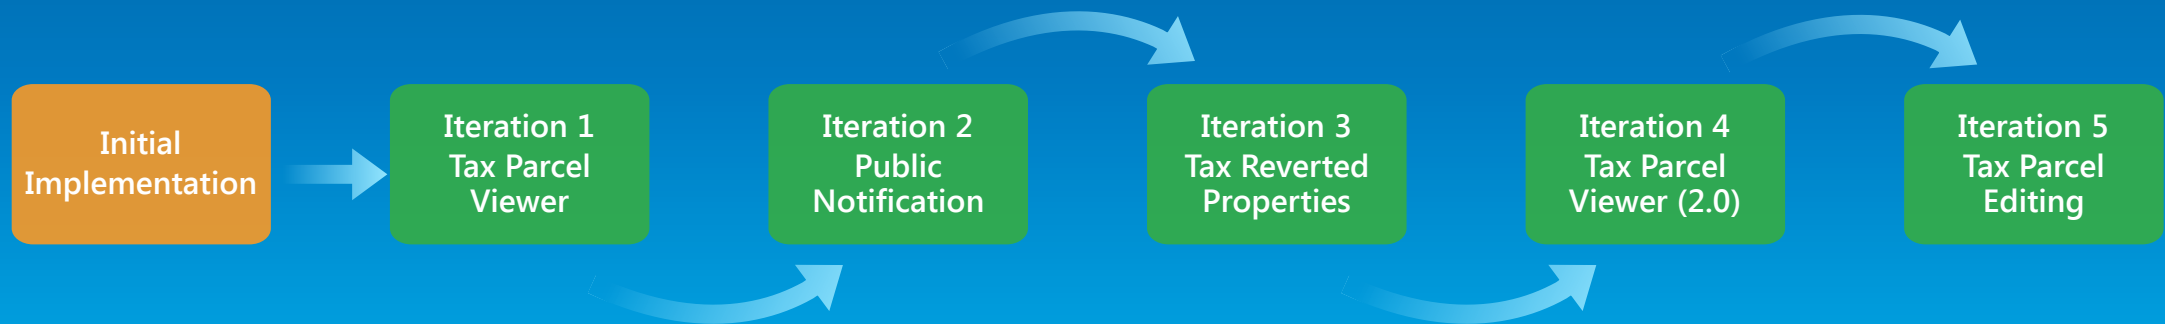 Initial
Implementation
Iteration 1
Tax Parcel
Viewer
Iteration 2
Public
Notification
Iteration 3
Tax Reverted
Properties
Iteration 4
Tax Parcel
Viewer (2.0)
Iteration 5
Tax Parcel
Editing